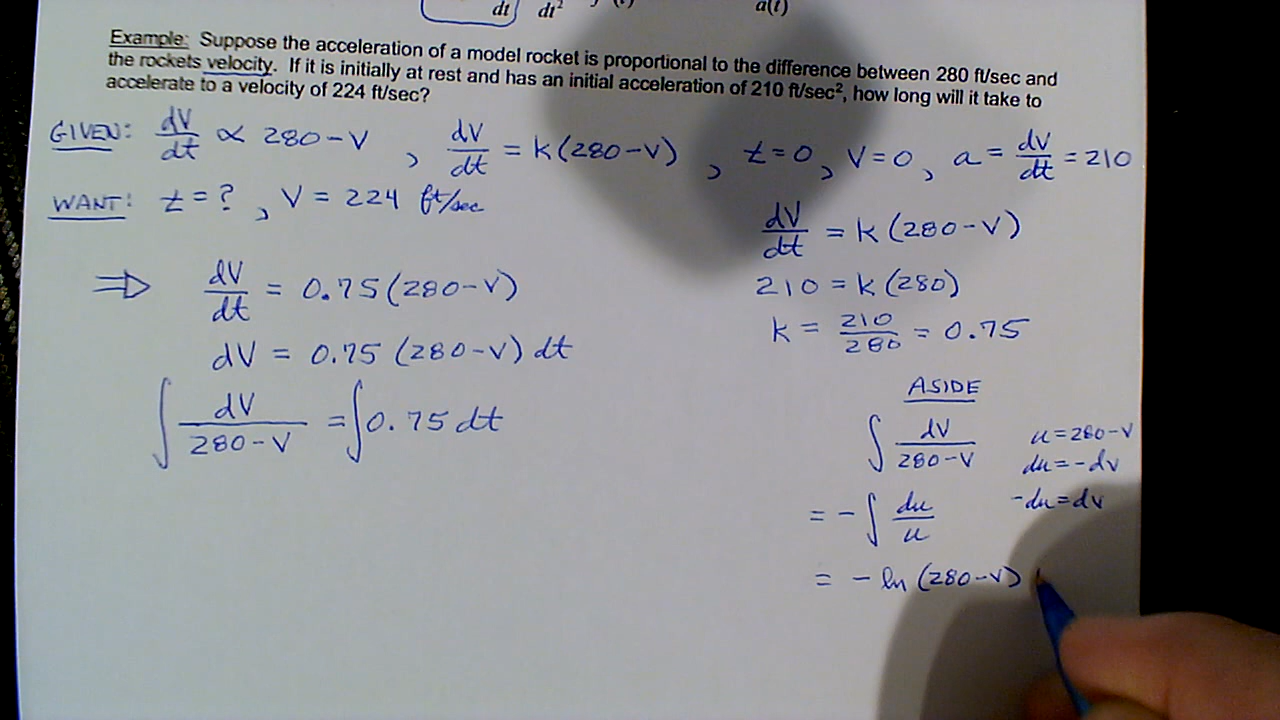 dt dt² a(t)
Example: Suppose the acceleration of a model rocket is proportional to the difference between 280 ft/sec and
the rockets velocity. If it is initially at rest and has an initial acceleration of 210 ft/sec², how long will it take to
accelerate to a velocity of 224 ft/sec?
GIVEN: dV/dt ∝ 280-V , dV/dt = k(280-V) , t=0 , V=0 , a = dV/dt = 210
WANT: t = ? , V = 224 ft/sec
dV/dt = k(280-V)
⇒ dV/dt = 0.75(280-V)
210 = k(280)
k = 210/280 = 0.75
dV = 0.75 (280-V) dt
∫ dV/280-V = ∫ 0.75 dt
ASIDE
∫ dV/280-V u = 280-V
du = -dv
= - ∫ du/u -du = dv
= - ln (280-V)